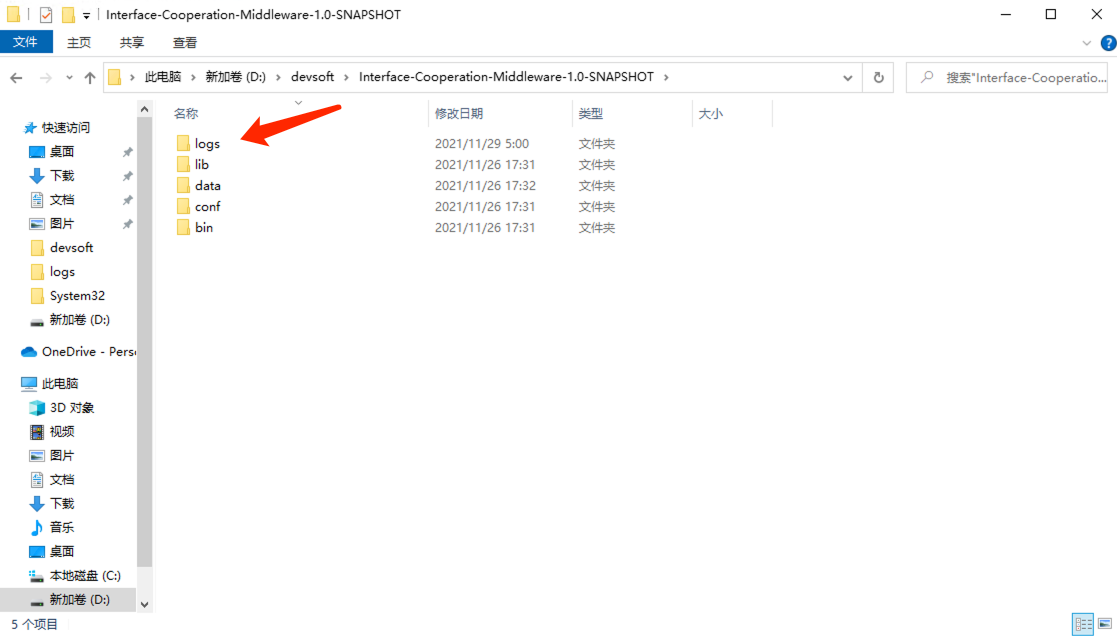 Interface-Cooperation-Middleware-1.0-SNAPSHOT
文件 主页 共享 查看
此电脑 新加卷 (D:) devsoft Interface-Cooperation-Middleware-1.0-SNAPSHOT 搜索"Interface-Cooperatio...
名称 修改日期 类型 大小
logs 2021/11/29 5:00 文件夹
lib 2021/11/26 17:31 文件夹
data 2021/11/26 17:32 文件夹
conf 2021/11/26 17:31 文件夹
bin 2021/11/26 17:31 文件夹
快速访问
桌面
下载
文档
图片
devsoft
logs
System32
新加卷 (D:)
OneDrive - Pers
此电脑
3D 对象
视频
图片
文档
下载
音乐
桌面
本地磁盘 (C:)
新加卷 (D:)
5 个项目